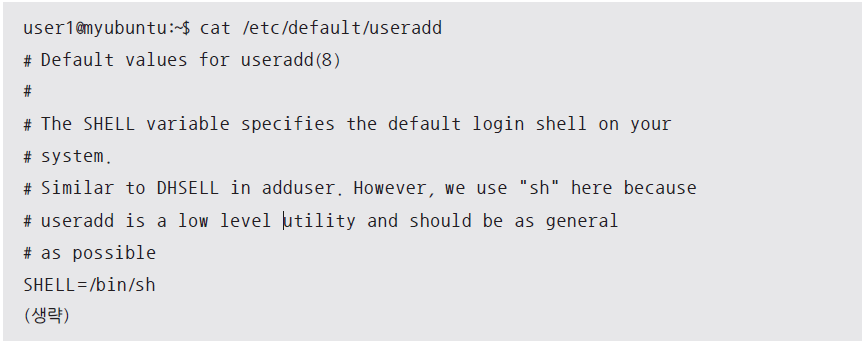 user1@myubuntu:~$ cat /etc/default/useradd
# Default values for useradd(8)
#
# The SHELL variable specifies the default login shell on your
# system.
# Similar to DHSELL in adduser. However, we use "sh" here because
# useradd is a low level utility and should be as general
# as possible
SHELL=/bin/sh
(생략)